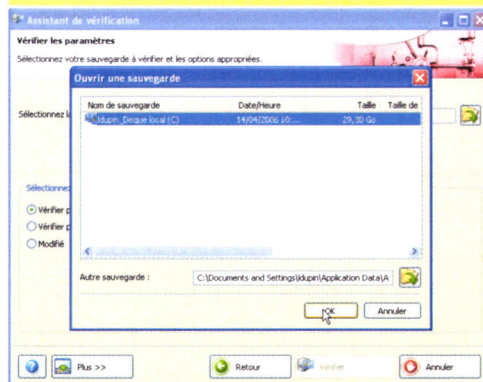 Assistant de vérification
Vérifier les paramètres
Sélectionnez votre sauvegarde à vérifier et les options appropriées.
Ouvrir une sauvegarde
Nom de sauvegarde Date/Heure Taille Taille de
Sélectionnez l
ldupin_Disque local (C) 14/04/2006 10:... 29,30 Go
Sélectionnez
Vérifier p
Vérifier p
Modifié
Autre sauvegarde : C:\Documents and Settings\ldupin\Application Data\A
OK Annuler
Plus >> Retour Vérifier Annuler